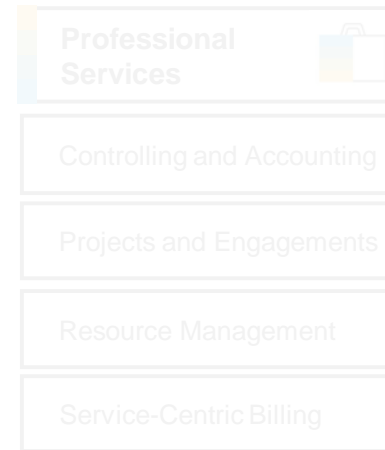 Professional
Services
Controlling and Accounting
Projects and Engagements
Resource Management
Service-Centric Billing